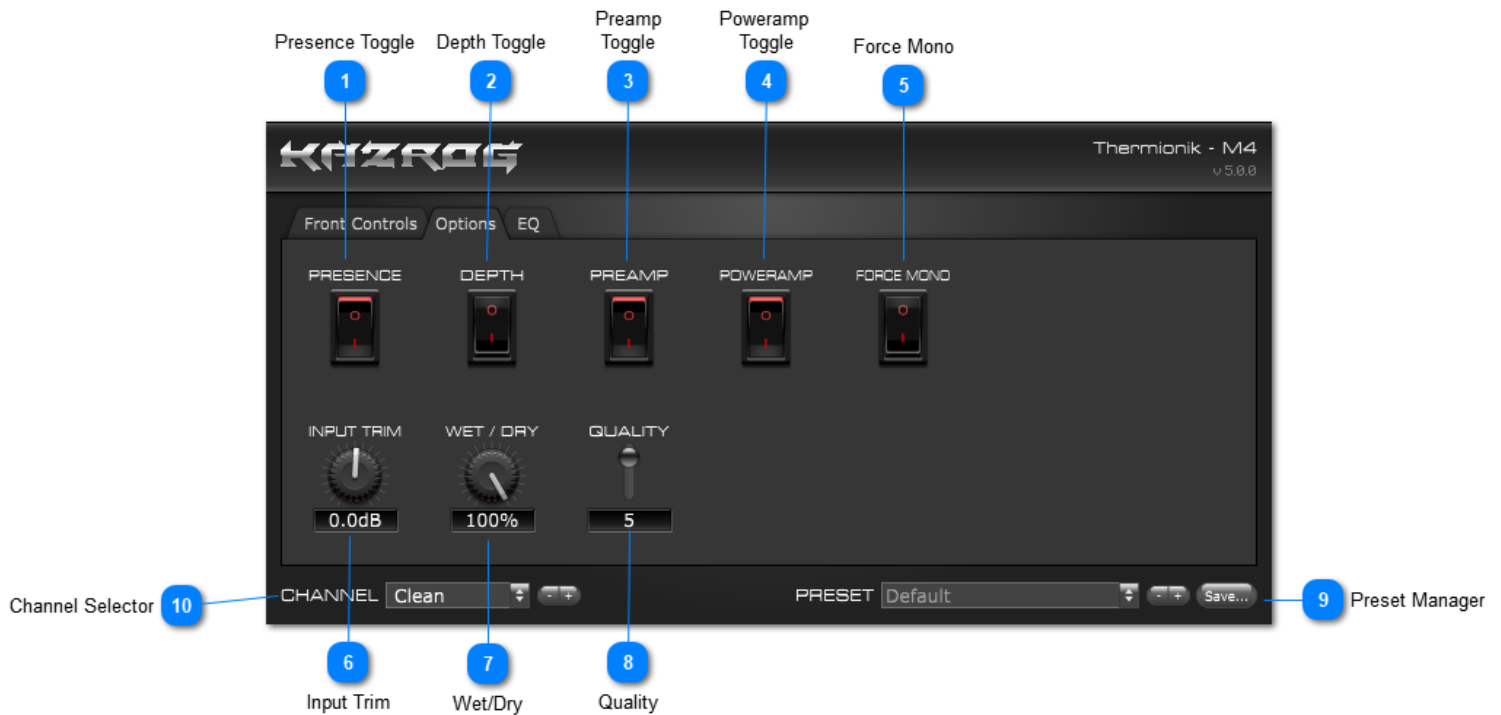 Preamp
Toggle
Poweramp
Toggle
Presence Toggle
Depth Toggle
Force Mono
1
2
3
4
5
KAZROG
Thermionik - M4
v 5.0.0
Front Controls
Options
EQ
PRESENCE
DEPTH
PREAMP
POWERAMP
FORCE MONO
INPUT TRIM
WET / DRY
QUALITY
0.0dB
100%
5
Channel Selector
10
CHANNEL
Clean
- +
PRESET
Default
- +
Save...
9
Preset Manager
6
7
8
Input Trim
Wet/Dry
Quality